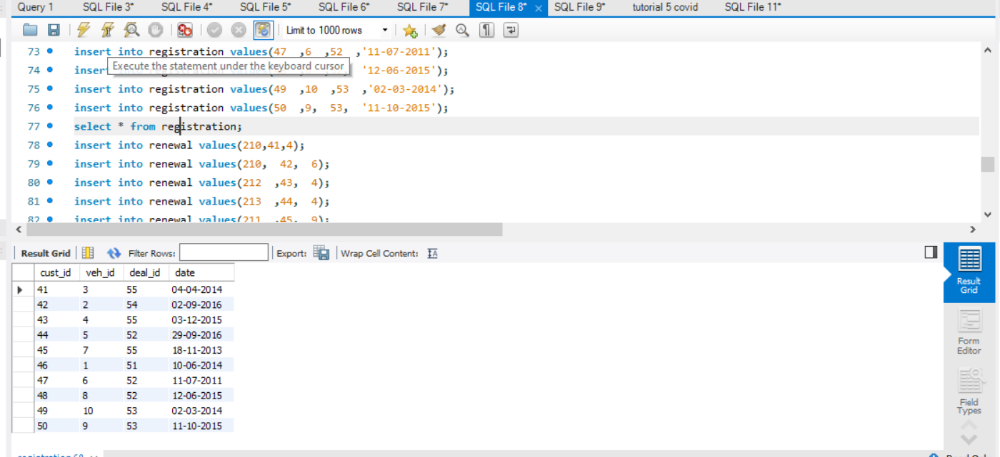 Query 1 SQL File 3* SQL File 4* SQL File 5* SQL File 6* SQL File 7* SQL File 8* × SQL File 9* tutorial 5 covid SQL File 11*
Limit to 1000 rows
73 insert into registration values(47 ,6 ,52 ,'11-07-2011');
74 inser '12-06-2015');
Execute the statement under the keyboard cursor
75 insert into registration values(49 ,10 ,53 ,'02-03-2014');
76 insert into registration values(50 ,9, 53, '11-10-2015');
77 select * from registration;
78 insert into renewal values(210,41,4);
79 insert into renewal values(210, 42, 6);
80 insert into renewal values(212 ,43, 4);
81 insert into renewal values(213 ,44, 4);
82 insert into renewal values(211 ,45, 9);
Result Grid Filter Rows: Export: Wrap Cell Content: IA
cust_id veh_id deal_id date
41 3 55 04-04-2014
42 2 54 02-09-2016
43 4 55 03-12-2015
44 5 52 29-09-2016
45 7 55 18-11-2013
46 1 51 10-06-2014
47 6 52 11-07-2011
48 8 52 12-06-2015
49 10 53 02-03-2014
50 9 53 11-10-2015
Result
Grid
Form
Editor
Field
Types